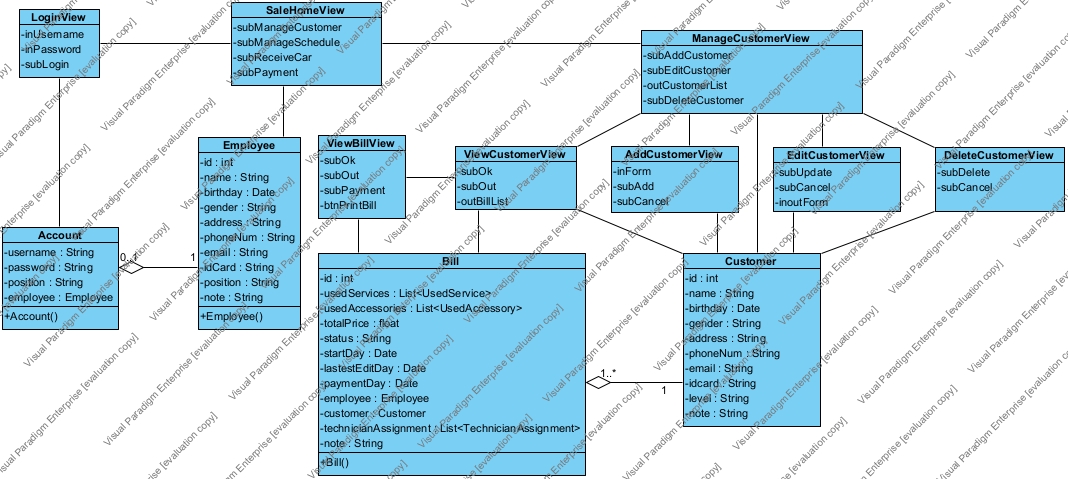 LoginView
-inUsername
-inPassword
-subLogin
SaleHomeView
-subManageCustomer
-subManageSchedule
-subReceiveCar
-subPayment
ManageCustomerView
-subAddCustomer
-subEditCustomer
-outCustomerList
-subDeleteCustomer
Employee
-id : int
-name : String
-birthday : Date
-gender : String
-address : String
-phoneNum : String
-email : String
-idCard : String
-position : String
-note : String
+Employee()
ViewBillView
-subOk
-subOut
-subPayment
-btnPrintBill
ViewCustomerView
-subOk
-subOut
-outBillList
AddCustomerView
-inForm
-subAdd
-subCancel
EditCustomerView
-subUpdate
-subCancel
-inoutForm
DeleteCustomerView
-subDelete
-subCancel
Account
-username : String
-password : String
-position : String
-employee : Employee
+Account()
0..*
1
Bill
-id : int
-usedServices : List<UsedService>
-usedAccessories : List<UsedAccessory>
-totalPrice : float
-status : String
-startDay : Date
-lastestEditDay : Date
-paymentDay : Date
-employee : Employee
-customer : Customer
-technicianAssignment : List<TechnicianAssignment>
-note : String
+Bill()
1..*
1
Customer
-id : int
-name : String
-birthday : Date
-gender : String
-address : String
-phoneNum : String
-email : String
-idcard : String
-level : String
-note : String
Visual Paradigm Enterprise [evaluation copy]